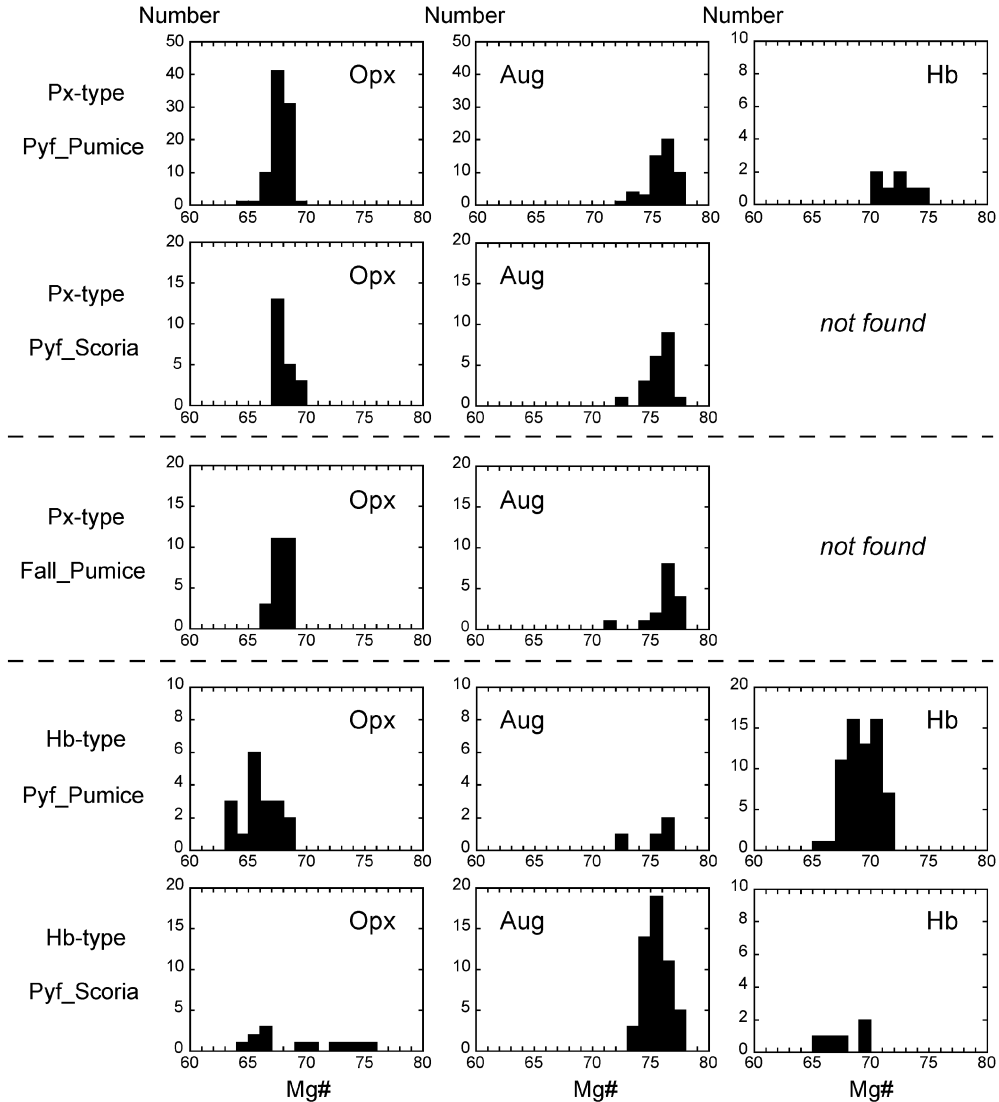 Number Number Number
Px-type
Pyf_Pumice
50 40 30 20 10 0
Opx
60 65 70 75 80
50 40 30 20 10 0
Aug
60 65 70 75 80
10 8 6 4 2 0
Hb
60 65 70 75 80
Px-type
Pyf_Scoria
20 15 10 5 0
Opx
60 65 70 75 80
20 15 10 5 0
Aug
60 65 70 75 80
not found
Px-type
Fall_Pumice
20 15 10 5 0
Opx
60 65 70 75 80
20 15 10 5 0
Aug
60 65 70 75 80
not found
Hb-type
Pyf_Pumice
10 8 6 4 2 0
Opx
60 65 70 75 80
10 8 6 4 2 0
Aug
60 65 70 75 80
20 15 10 5 0
Hb
60 65 70 75 80
Hb-type
Pyf_Scoria
20 15 10 5 0
Opx
60 65 70 75 80
20 15 10 5 0
Aug
60 65 70 75 80
10 8 6 4 2 0
Hb
60 65 70 75 80
Mg# Mg# Mg#